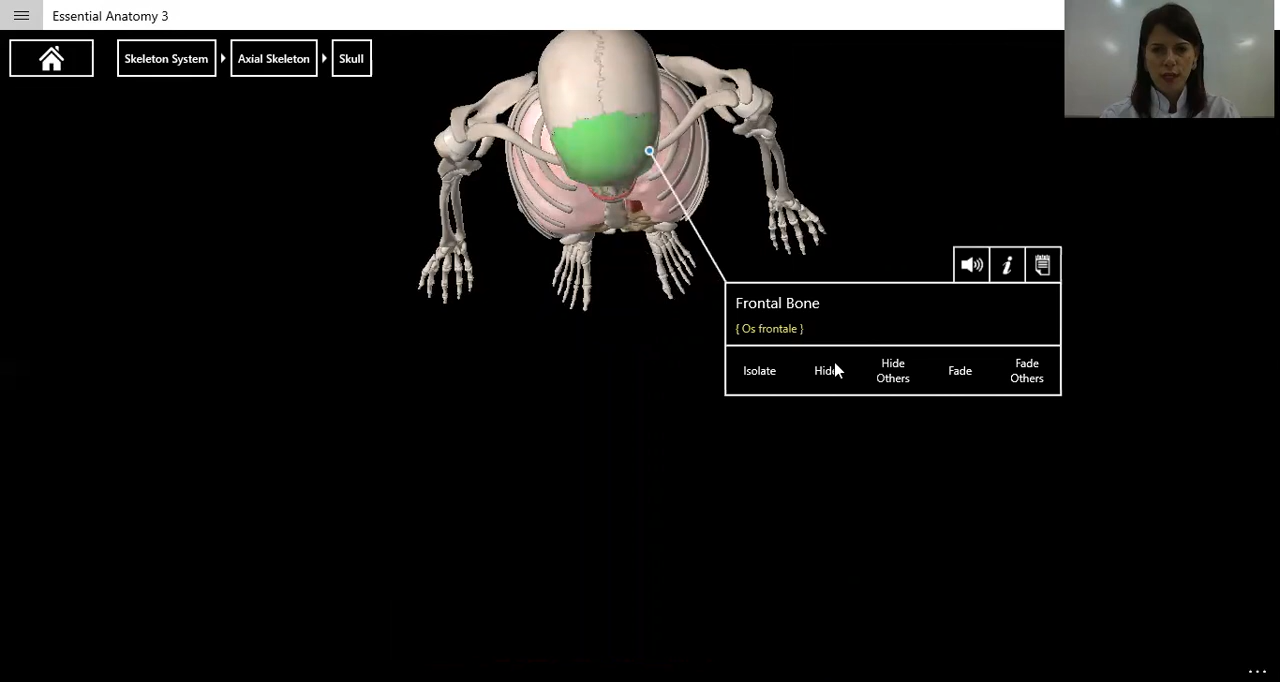 Essential Anatomy 3
Skeleton System
Axial Skeleton
Skull
Frontal Bone
{ Os frontale }
Isolate
Hide
Hide
Others
Fade
Fade
Others